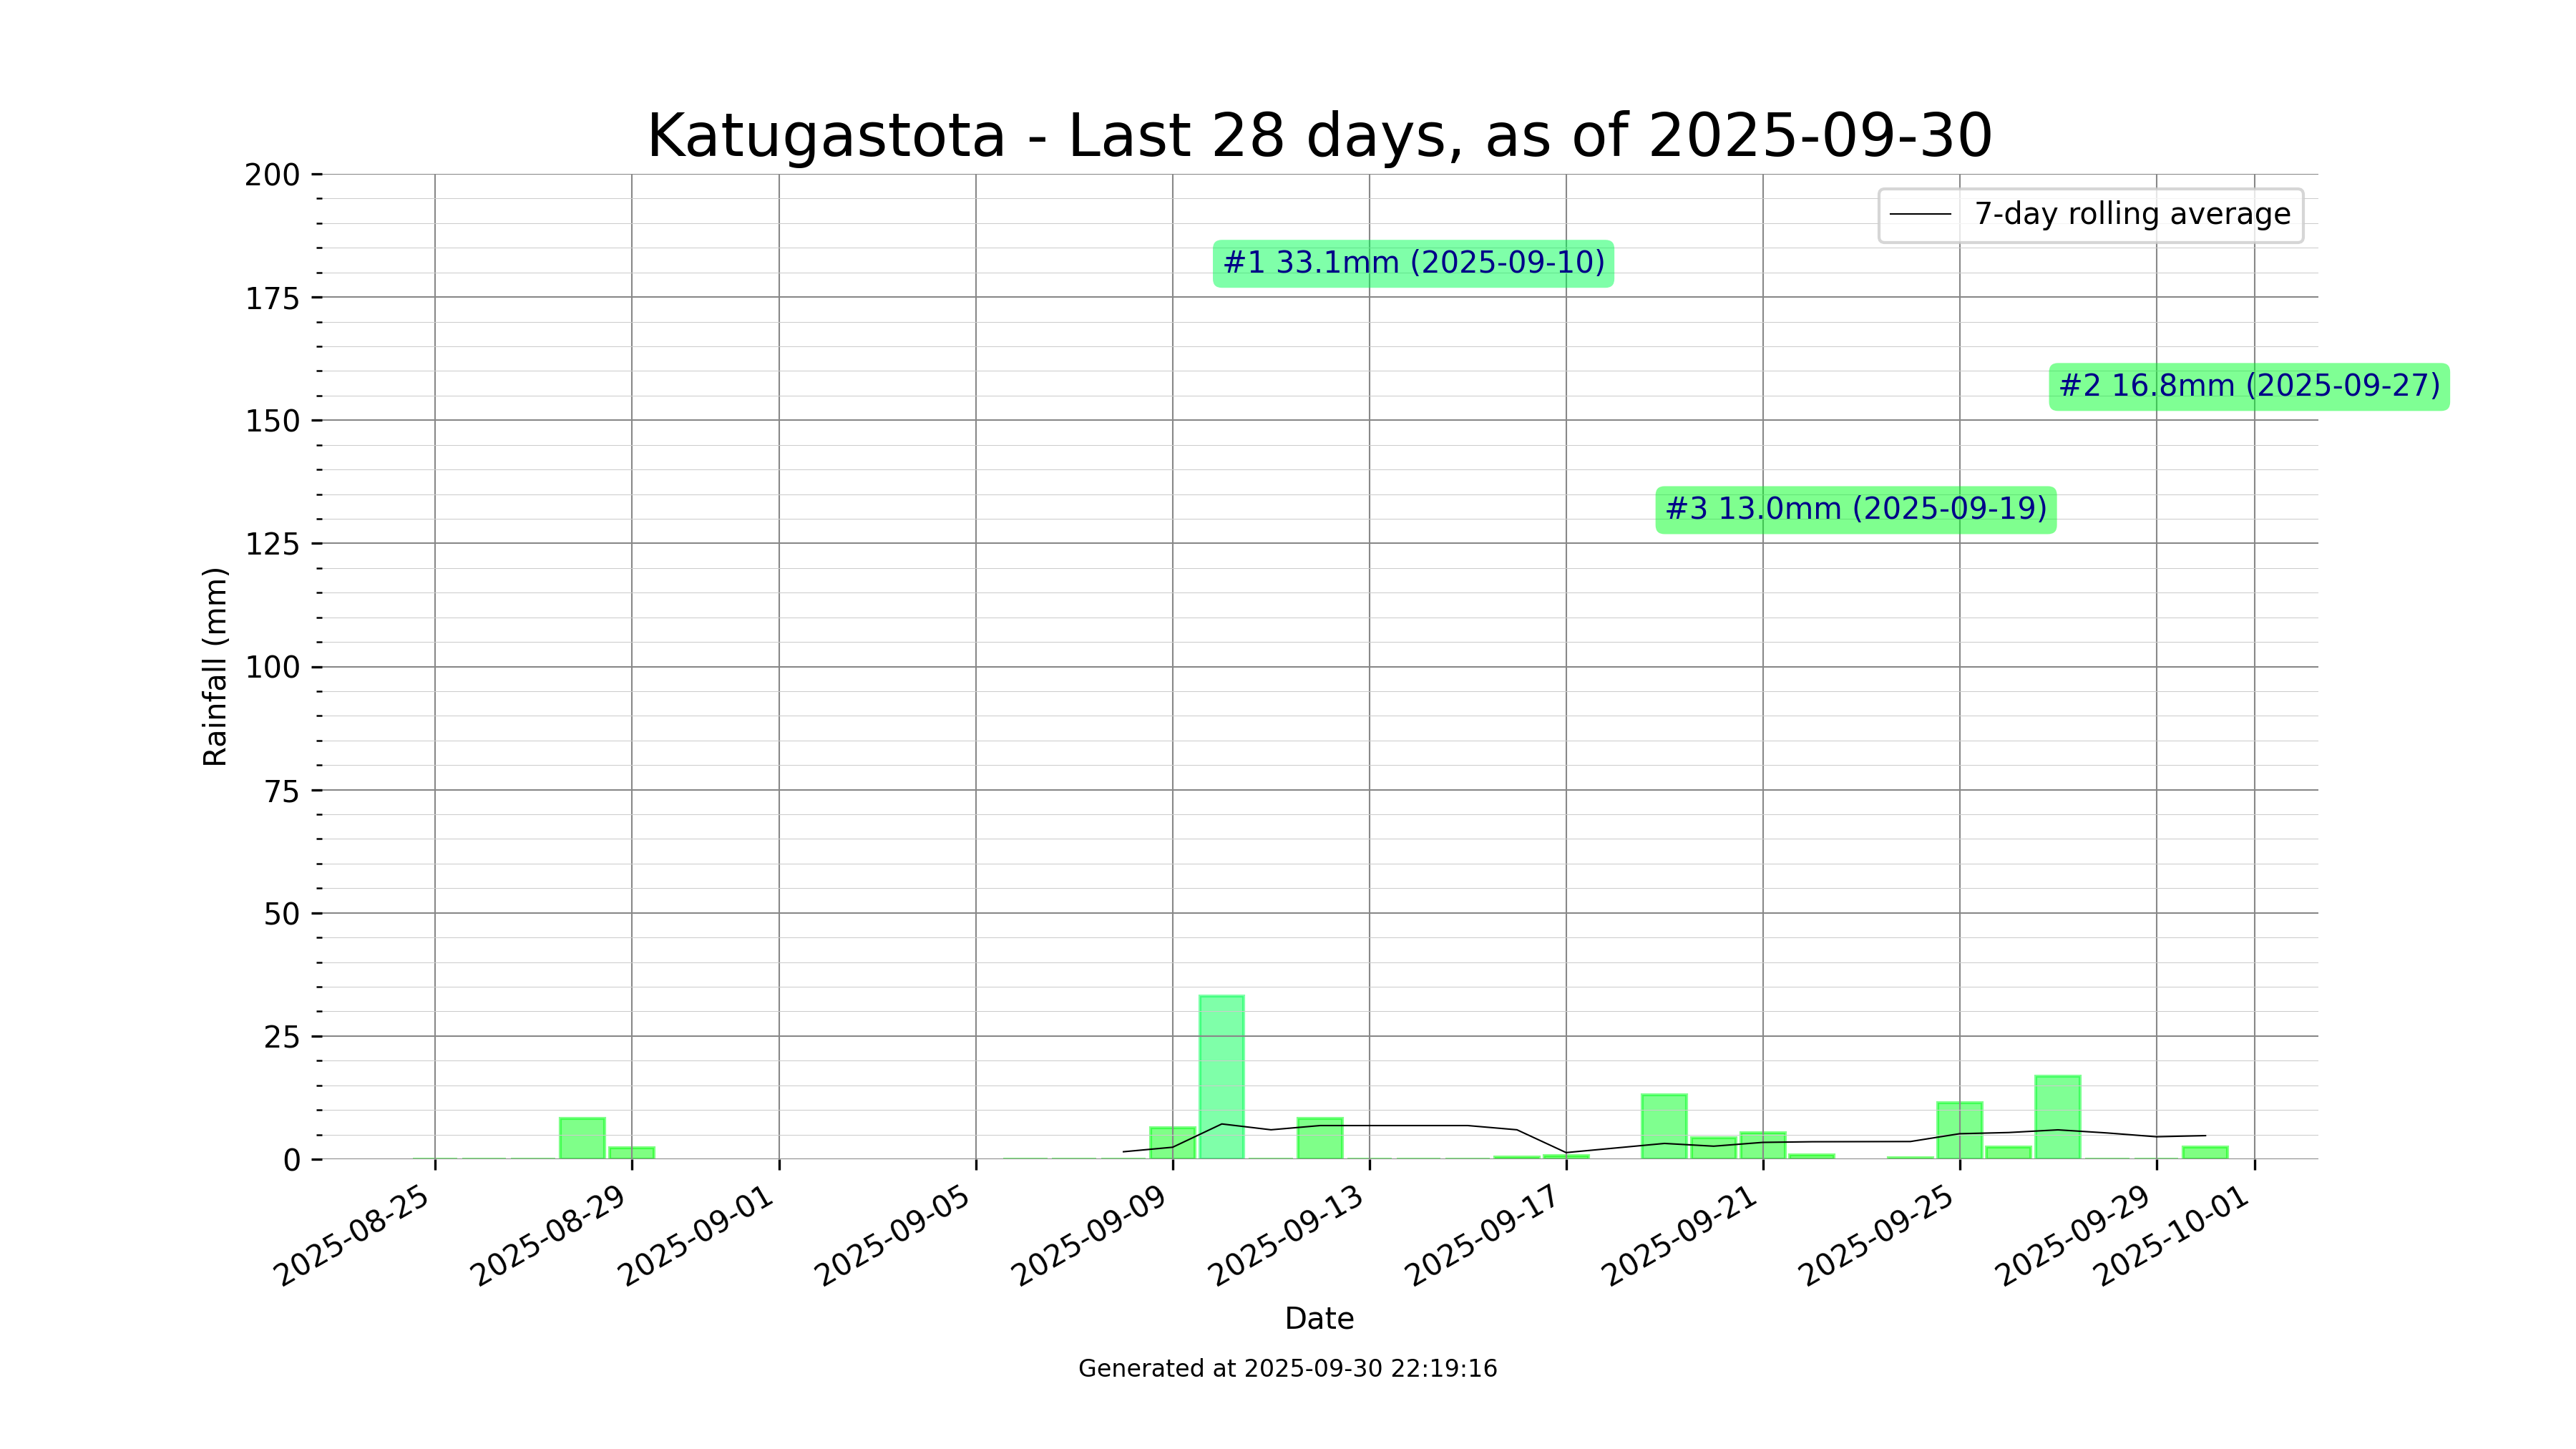 Katugastota - Last 28 days, as of 2025-09-30
7-day rolling average
#1 33.1mm (2025-09-10)
#2 16.8mm (2025-09-27)
#3 13.0mm (2025-09-19)
Rainfall (mm)
200
175
150
125
100
75
50
25
0
2025-08-25
2025-08-29
2025-09-01
2025-09-05
2025-09-09
2025-09-13
2025-09-17
2025-09-21
2025-09-25
2025-09-29
2025-10-01
Date
Generated at 2025-09-30 22:19:16